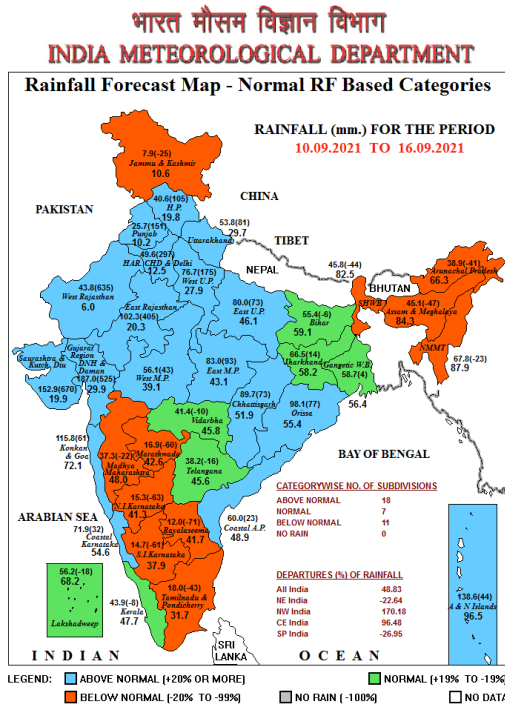 भारत मौसम विज्ञान विभाग
INDIA METEOROLOGICAL DEPARTMENT
Rainfall Forecast Map - Normal RF Based Categories
RAINFALL (mm.) FOR THE PERIOD
10.09.2021 TO 16.09.2021
7.9(-25)
Jammu & Kashmir
10.6
CHINA
PAKISTAN
40.6(105)
H.P.
19.8
25.7(151)
Punjab
10.2
53.8(81)
29.7
Uttarakhand
TIBET
49.6(297)
HAR. CHD & Delhi
12.5
76.7(175)
West U.P.
27.9
NEPAL
45.8(-44)
82.5
SHWB
BHUTAN
38.9(-41)
Arunachal Pradesh
66.3
43.8(635)
West Rajasthan
6.0
East Rajasthan
102.3(405)
20.3
80.0(73)
East U.P.
46.1
55.4(-6)
Bihar
59.1
45.1(-47)
Assam & Meghalaya
84.3
NMMT
67.8(-23)
87.9
Saurashtra &
Kutch, Diu
152.9(670)
19.9
Gujarat
Region
DNH &
Daman
187.0(525)
29.9
56.1(43)
West M.P.
39.1
83.0(93)
East M.P.
43.1
66.5(14)
Jharkhand
58.2
Gangetic W.B.
58.7(4)
56.4
89.7(73)
Chhattisgarh
51.9
98.1(77)
Orissa
55.4
41.4(-10)
Vidarbha
45.8
115.8(61)
Konkan
& Goa
72.1
37.3(-22)
Madhya
Maharashtra
48.0
16.9(-60)
Marathwada
42.6
38.2(-16)
Telangana
45.6
BAY OF BENGAL
15.3(-63)
N.I.Karnataka
41.3
12.0(-71)
Rayalaseema
41.7
60.0(23)
Coastal A.P.
48.9
ARABIAN SEA
71.9(32)
Coastal
Karnataka
54.6
14.7(-61)
S.I.Karnataka
37.9
18.0(-43)
Tamilnadu &
Pondicherry
31.7
43.9(-8)
Kerala
47.7
56.2(-18)
68.2
Lakshadweep
138.6(44)
A & N Islands
96.5
CATEGORYWISE NO. OF SUBDIVISIONS
ABOVE NORMAL 18
NORMAL 7
BELOW NORMAL 11
NO RAIN 0
DEPARTURES (%) OF RAINFALL
All India 48.83
NE India -22.64
NW India 170.18
CE India 96.48
SP India -26.95
SRI
LANKA
INDIAN OCEAN
LEGEND:
ABOVE NORMAL (+20% OR MORE)
NORMAL (+19% TO -19%)
BELOW NORMAL (-20% TO -99%)
NO RAIN (-100%)
NO DATA